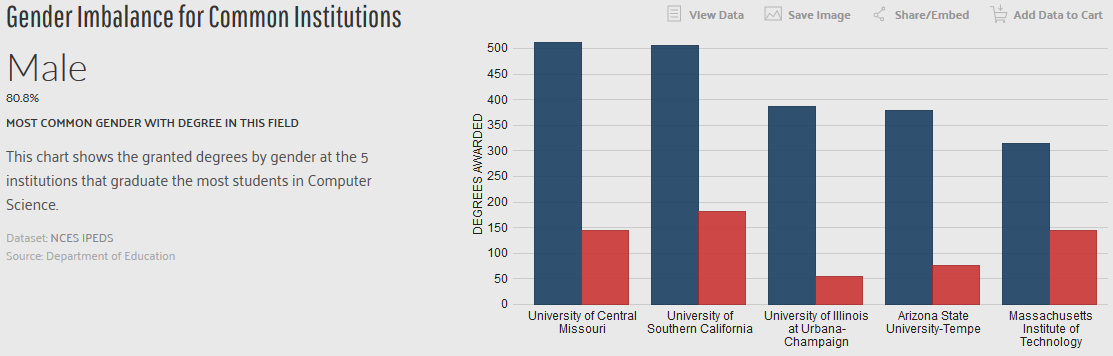 Gender Imbalance for Common Institutions
View Data
Save Image
Share/Embed
Add Data to Cart
Male
80.8%
MOST COMMON GENDER WITH DEGREE IN THIS FIELD
This chart shows the granted degrees by gender at the 5
institutions that graduate the most students in Computer
Science.
Dataset: NCES IPEDS
Source: Department of Education
DEGREES AWARDED
500
450
400
350
300
250
200
150
100
50
0
University of Central
Missouri
University of
Southern California
University of Illinois
at Urbana-
Champaign
Arizona State
University-Tempe
Massachusetts
Institute of
Technology